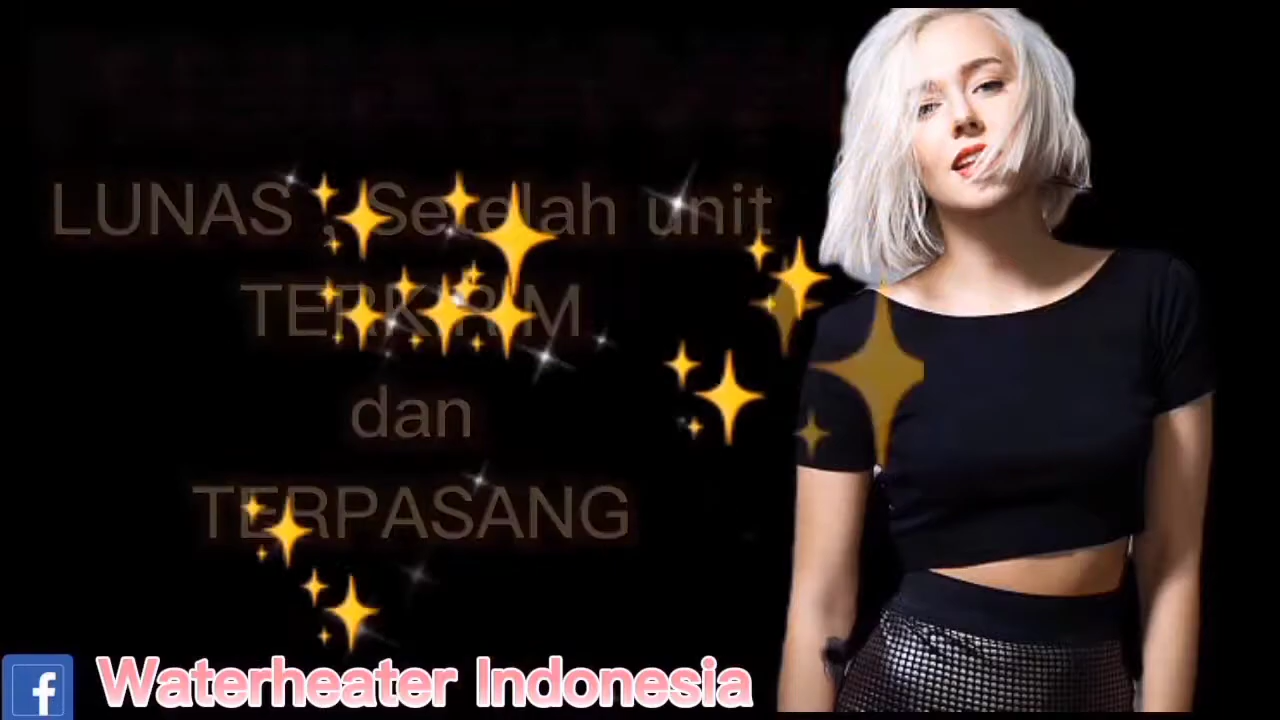 LUNAS , Setelah unit
TERKIRIM
dan
TERPASANG
f Waterheater Indonesia